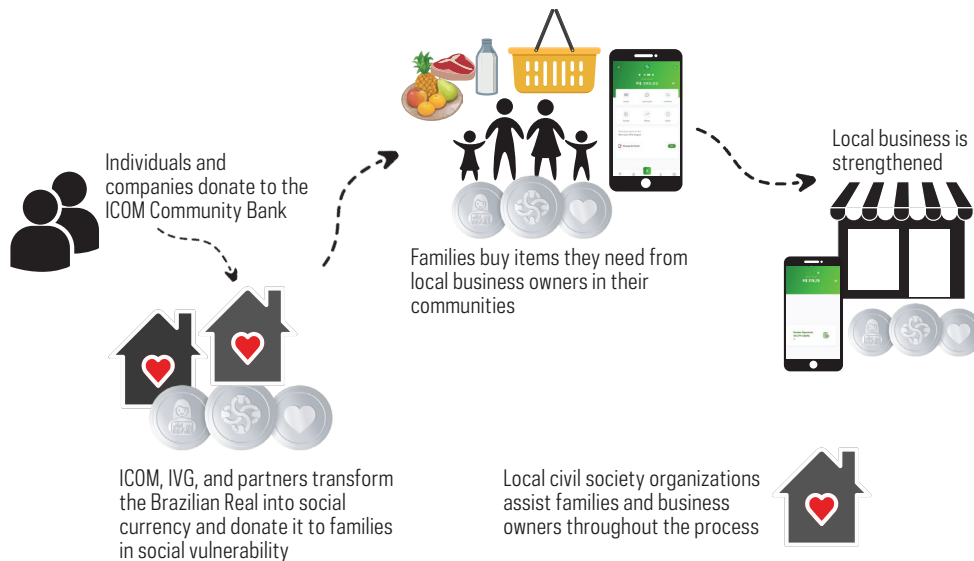 Individuals and
companies donate to the
ICOM Community Bank
ICOM, IVG, and partners transform
the Brazilian Real into social
currency and donate it to families
in social vulnerability
Families buy items they need from
local business owners in their
communities
Local business is
strengthened
Local civil society organizations
assist families and business
owners throughout the process